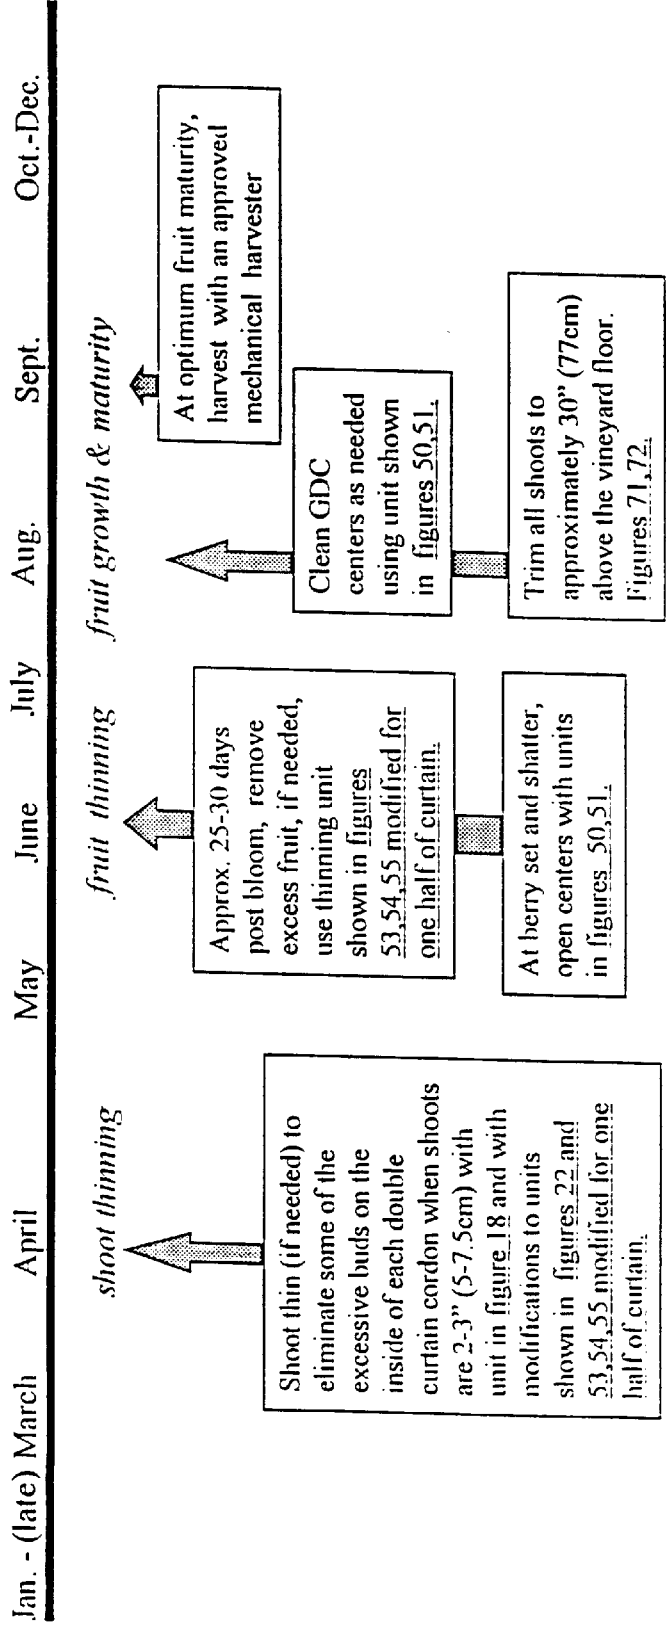 Jan. - (late) March April May June July Aug. Sept. Oct.-Dec.
shoot thinning
fruit thinning
fruit growth & maturity
Shoot thin (if needed) to
eliminate some of the
excessive buds on the
inside of each double
curtain cordon when shoots
are 2-3" (5-7.5cm) with
unit in figure 18 and with
modifications to units
shown in figures 22 and
53,54,55 modified for one
half of curtain.
Approx. 25-30 days
post bloom, remove
excess fruit, if needed,
use thinning unit
shown in figures
53,54,55 modified for
one half of curtain.
At berry set and shatter,
open centers with units
in figures 50,51.
Clean GDC
centers as needed
using unit shown
in figures 50,51.
Trim all shoots to
approximately 30" (77cm)
above the vineyard floor.
Figures 71,72.
At optimum fruit maturity,
harvest with an approved
mechanical harvester